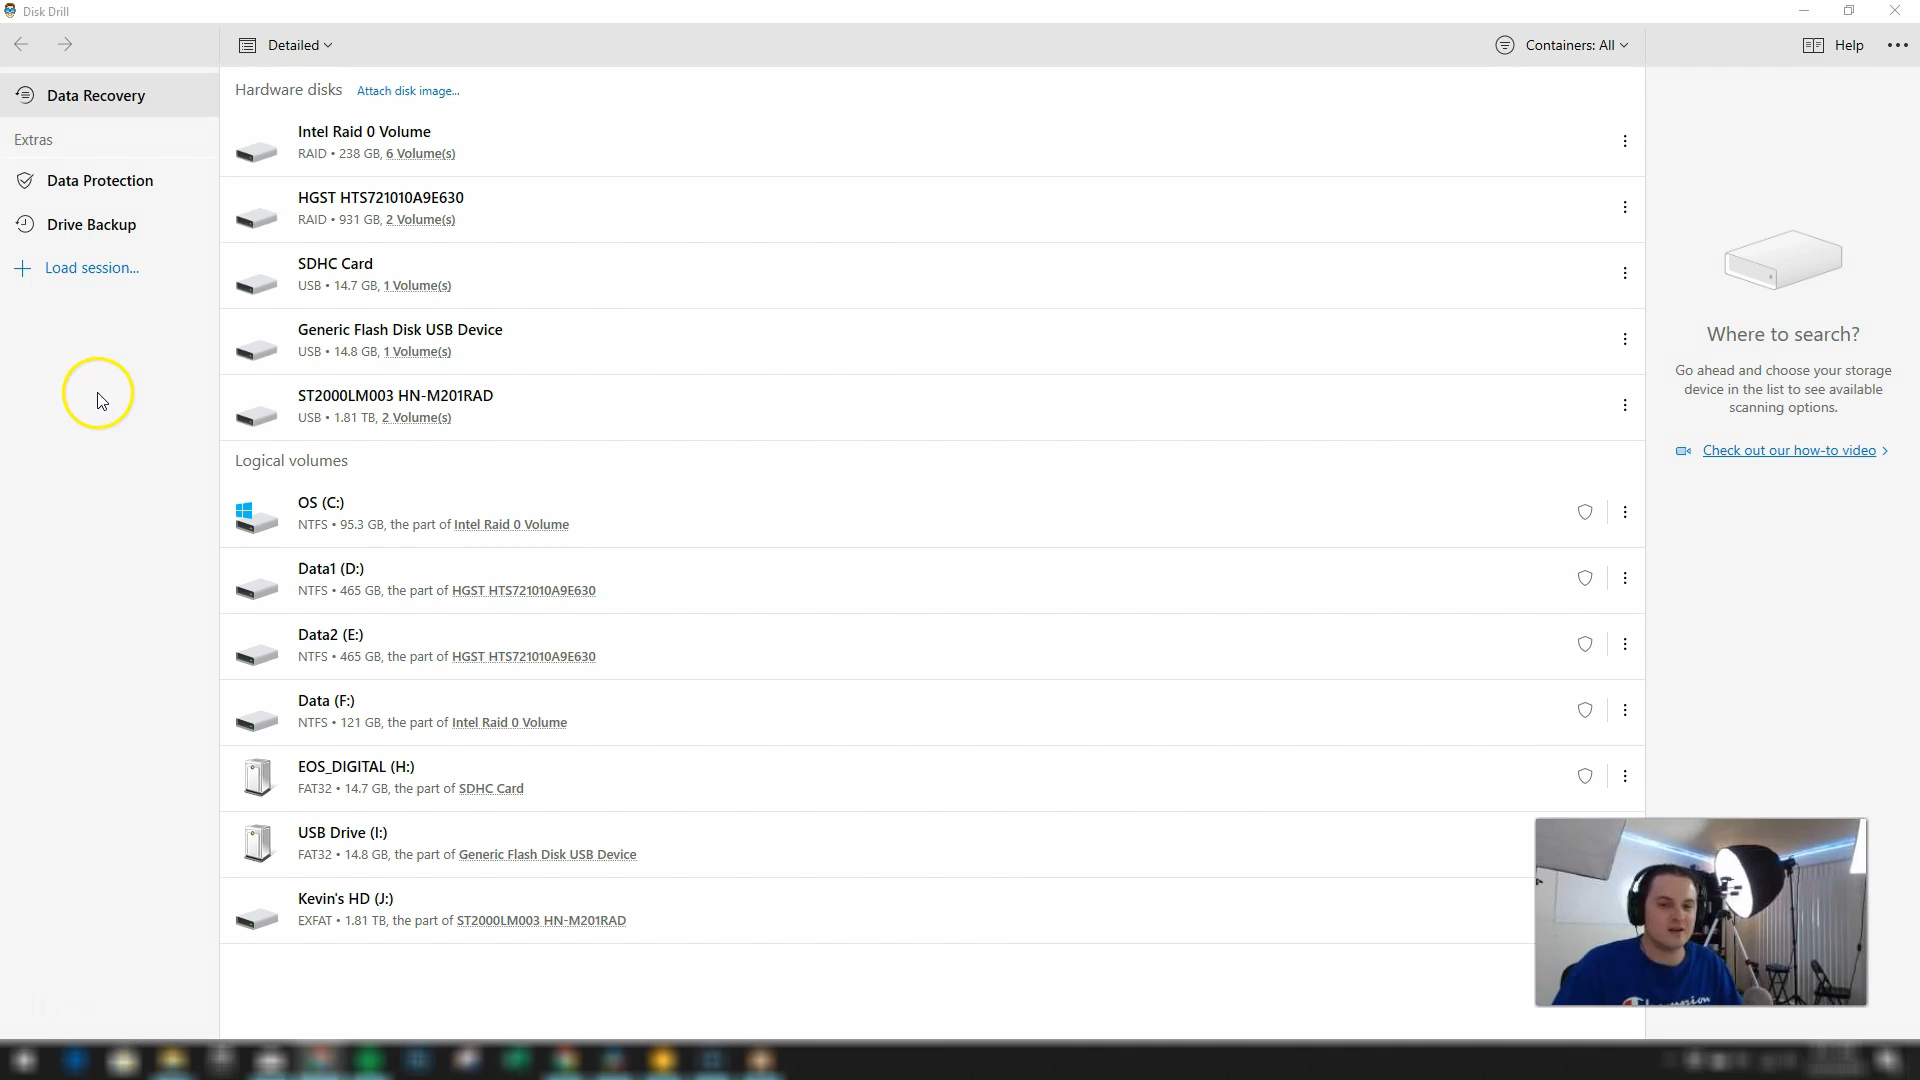 Disk Drill
Detailed
Containers: All
Help
Data Recovery
Extras
Data Protection
Drive Backup
Load session...
Hardware disks Attach disk image...
Intel Raid 0 Volume
RAID • 238 GB, 6 Volume(s)
HGST HTS721010A9E630
RAID • 931 GB, 2 Volume(s)
SDHC Card
USB • 14.7 GB, 1 Volume(s)
Generic Flash Disk USB Device
USB • 14.8 GB, 1 Volume(s)
ST2000LM003 HN-M201RAD
USB • 1.81 TB, 2 Volume(s)
Logical volumes
OS (C:)
NTFS • 95.3 GB, the part of Intel Raid 0 Volume
Data1 (D:)
NTFS • 465 GB, the part of HGST HTS721010A9E630
Data2 (E:)
NTFS • 465 GB, the part of HGST HTS721010A9E630
Data (F:)
NTFS • 121 GB, the part of Intel Raid 0 Volume
EOS_DIGITAL (H:)
FAT32 • 14.7 GB, the part of SDHC Card
USB Drive (I:)
FAT32 • 14.8 GB, the part of Generic Flash Disk USB Device
Kevin's HD (J:)
EXFAT • 1.81 TB, the part of ST2000LM003 HN-M201RAD
Where to search?
Go ahead and choose your storage
device in the list to see available
scanning options.
Check out our how-to video
Champion